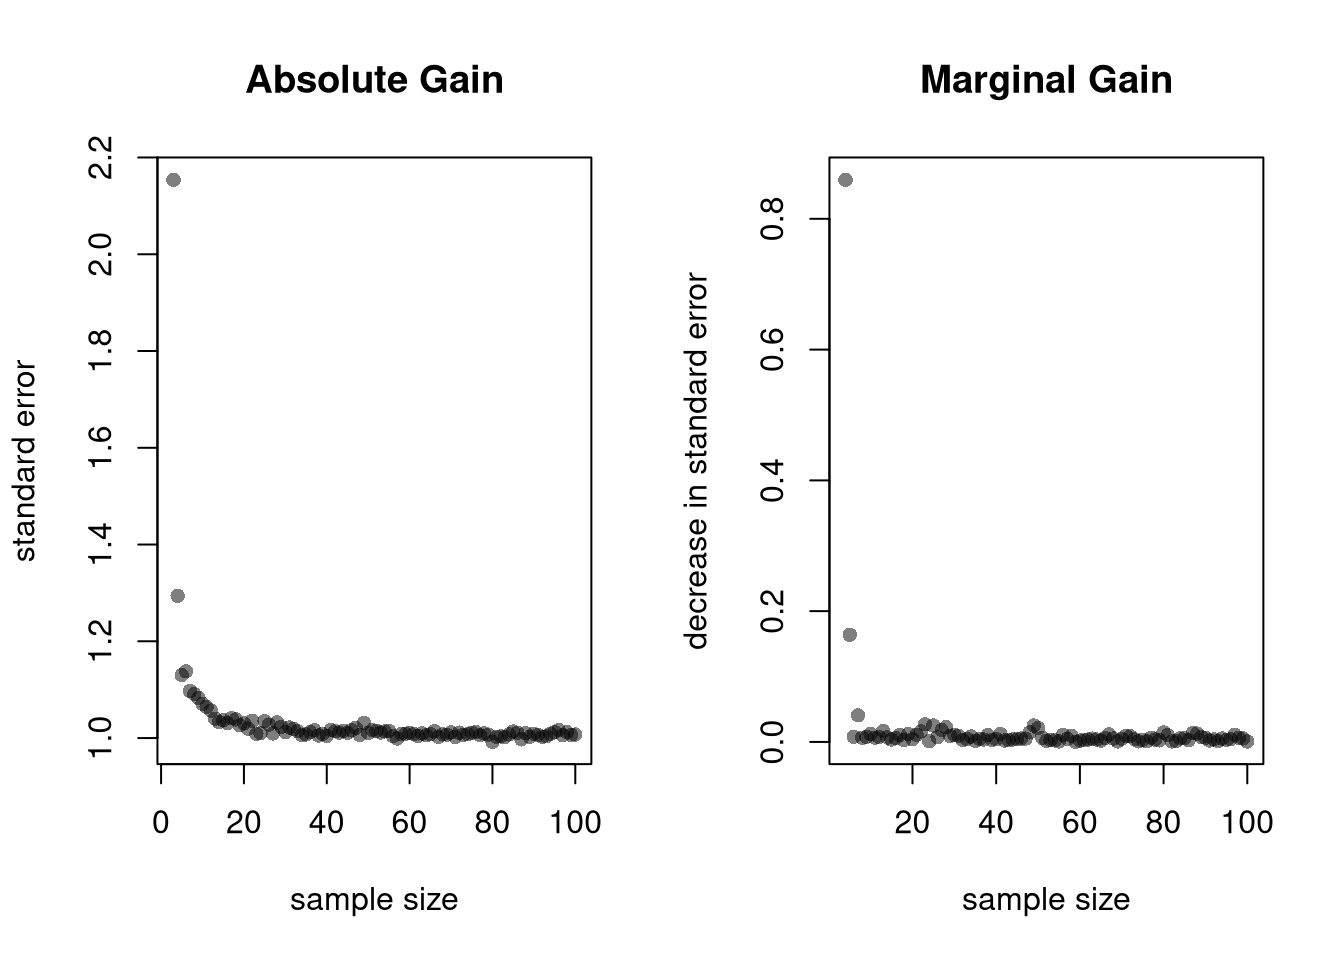 Absolute Gain
standard error
2.2
2.0
1.8
1.6
1.4
1.2
1.0
0 20 40 60 80 100
sample size
Marginal Gain
decrease in standard error
0.8
0.6
0.4
0.2
0.0
20 40 60 80 100
sample size